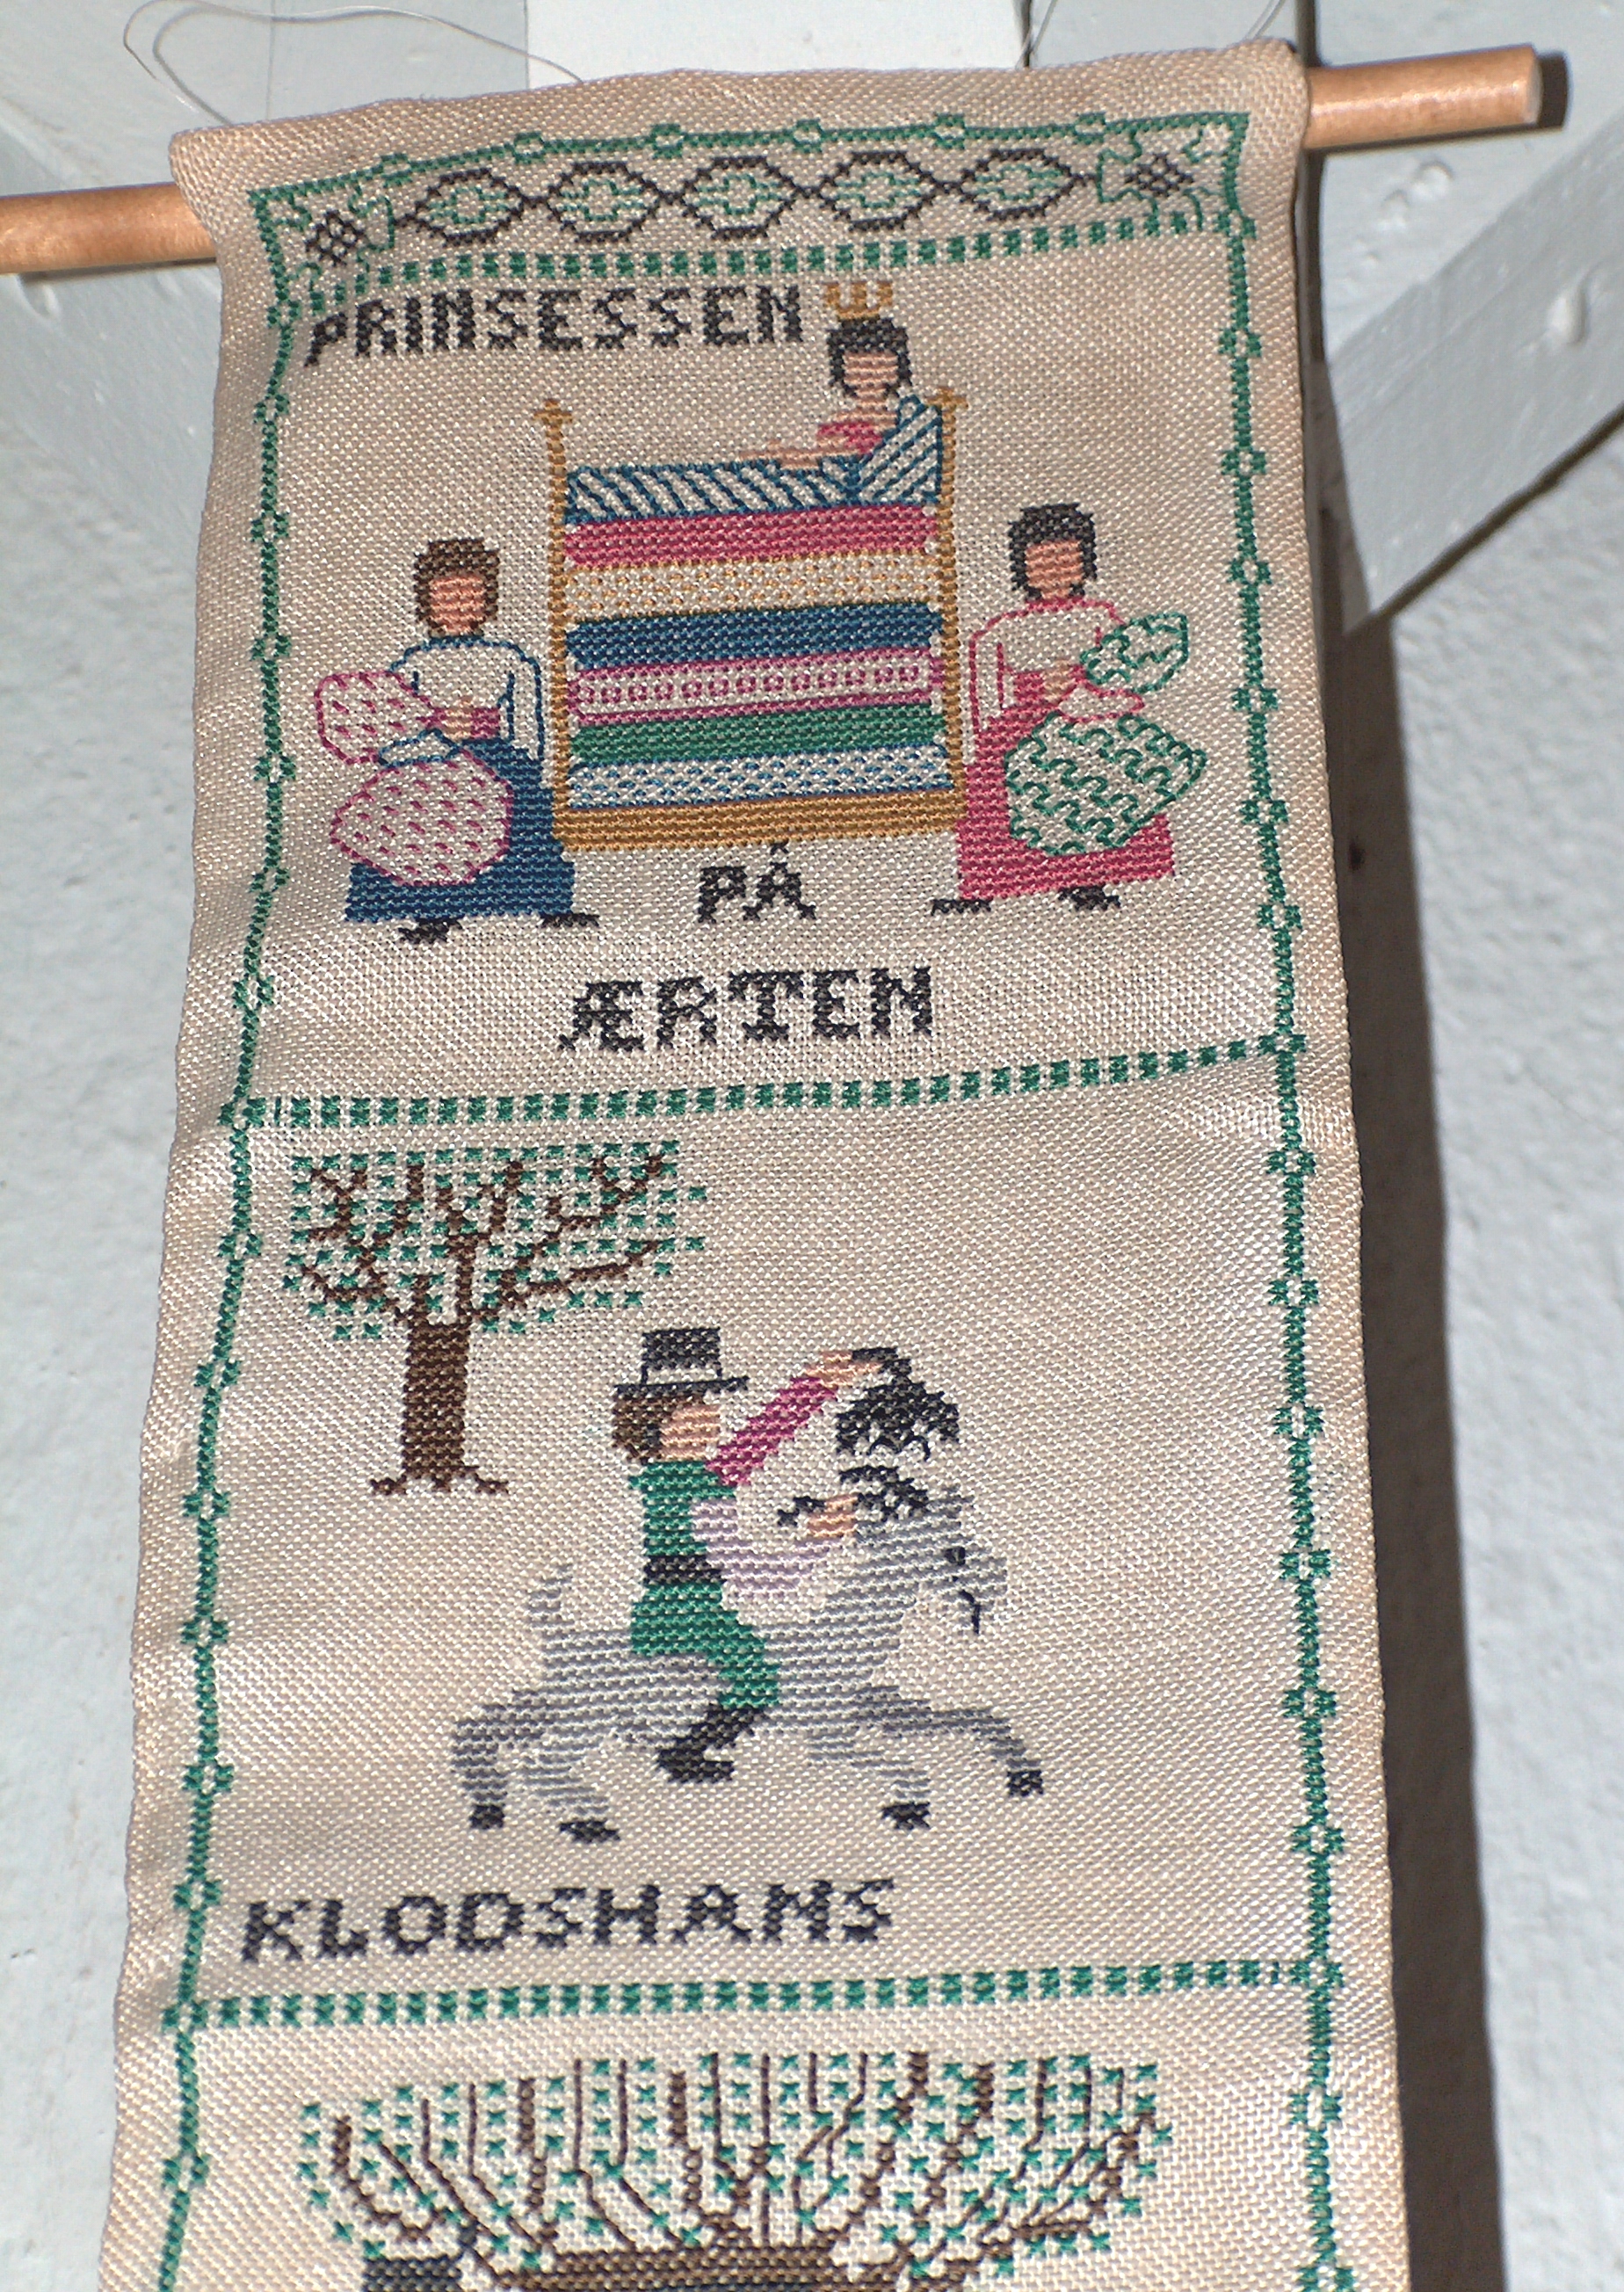 PRINSESSEN
PÅ
ÆRTEN
KLODSHANS